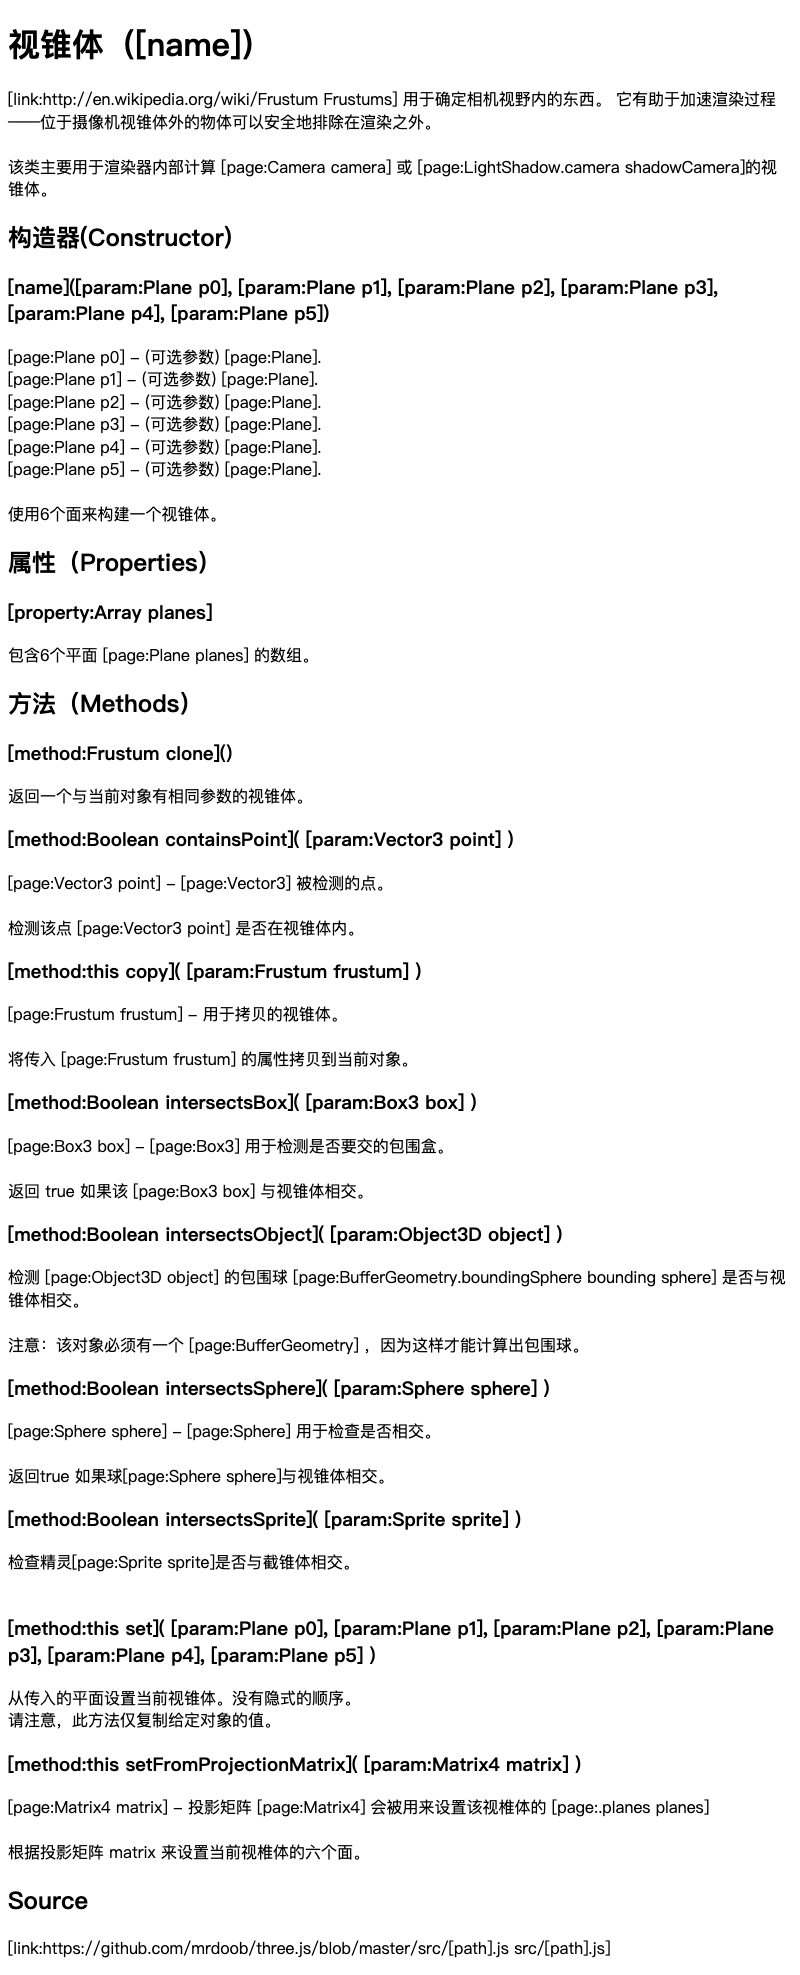 视锥体（[name]）
[link:http://en.wikipedia.org/wiki/Frustum Frustums] 用于确定相机视野内的东西。 它有助于加速渲染过程
——位于摄像机视锥体外的物体可以安全地排除在渲染之外。
该类主要用于渲染器内部计算 [page:Camera camera] 或 [page:LightShadow.camera shadowCamera]的视
锥体。
构造器(Constructor)
[name]([param:Plane p0], [param:Plane p1], [param:Plane p2], [param:Plane p3],
[param:Plane p4], [param:Plane p5])
[page:Plane p0] – (可选参数) [page:Plane].
[page:Plane p1] – (可选参数) [page:Plane].
[page:Plane p2] – (可选参数) [page:Plane].
[page:Plane p3] – (可选参数) [page:Plane].
[page:Plane p4] – (可选参数) [page:Plane].
[page:Plane p5] – (可选参数) [page:Plane].
使用6个面来构建一个视锥体。
属性（Properties）
[property:Array planes]
包含6个平面 [page:Plane planes] 的数组。
方法（Methods）
[method:Frustum clone]()
返回一个与当前对象有相同参数的视锥体。
[method:Boolean containsPoint]( [param:Vector3 point] )
[page:Vector3 point] – [page:Vector3] 被检测的点。
检测该点 [page:Vector3 point] 是否在视锥体内。
[method:this copy]( [param:Frustum frustum] )
[page:Frustum frustum] – 用于拷贝的视锥体。
将传入 [page:Frustum frustum] 的属性拷贝到当前对象。
[method:Boolean intersectsBox]( [param:Box3 box] )
[page:Box3 box] – [page:Box3] 用于检测是否要交的包围盒。
返回 true 如果该 [page:Box3 box] 与视锥体相交。
[method:Boolean intersectsObject]( [param:Object3D object] )
检测 [page:Object3D object] 的包围球 [page:BufferGeometry.boundingSphere bounding sphere] 是否与视
锥体相交。
注意：该对象必须有一个 [page:BufferGeometry] ，因为这样才能计算出包围球。
[method:Boolean intersectsSphere]( [param:Sphere sphere] )
[page:Sphere sphere] – [page:Sphere] 用于检查是否相交。
返回true 如果球[page:Sphere sphere]与视锥体相交。
[method:Boolean intersectsSprite]( [param:Sprite sprite] )
检查精灵[page:Sprite sprite]是否与截锥体相交。
[method:this set]( [param:Plane p0], [param:Plane p1], [param:Plane p2], [param:Plane
p3], [param:Plane p4], [param:Plane p5] )
从传入的平面设置当前视锥体。没有隐式的顺序。
请注意，此方法仅复制给定对象的值。
[method:this setFromProjectionMatrix]( [param:Matrix4 matrix] )
[page:Matrix4 matrix] – 投影矩阵 [page:Matrix4] 会被用来设置该视椎体的 [page:.planes planes]
根据投影矩阵 matrix 来设置当前视椎体的六个面。
Source
[link:https://github.com/mrdoob/three.js/blob/master/src/[path].js src/[path].js]